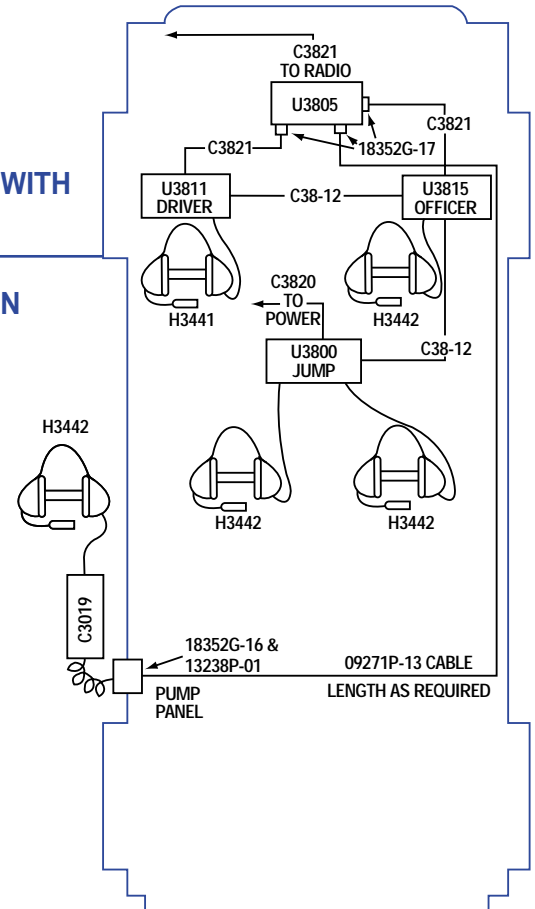 C3821
TO RADIO
U3805
C3821
C3821
18352G-17
WITH
U3811
DRIVER
C38-12
U3815
OFFICER
N
C3820
TO
POWER
H3441
H3442
U3800
JUMP
C38-12
H3442
H3442
H3442
C3019
18352G-16 &
13238P-01
09271P-13 CABLE
LENGTH AS REQUIRED
PUMP
PANEL